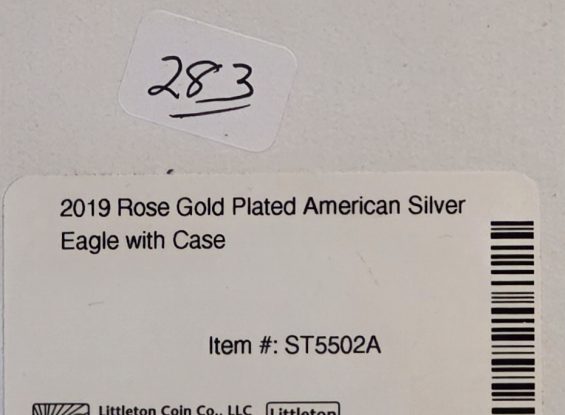 283
2019 Rose Gold Plated American Silver
Eagle with Case
Item #: ST5502A
Littleton Coin Co., LLC Littleton